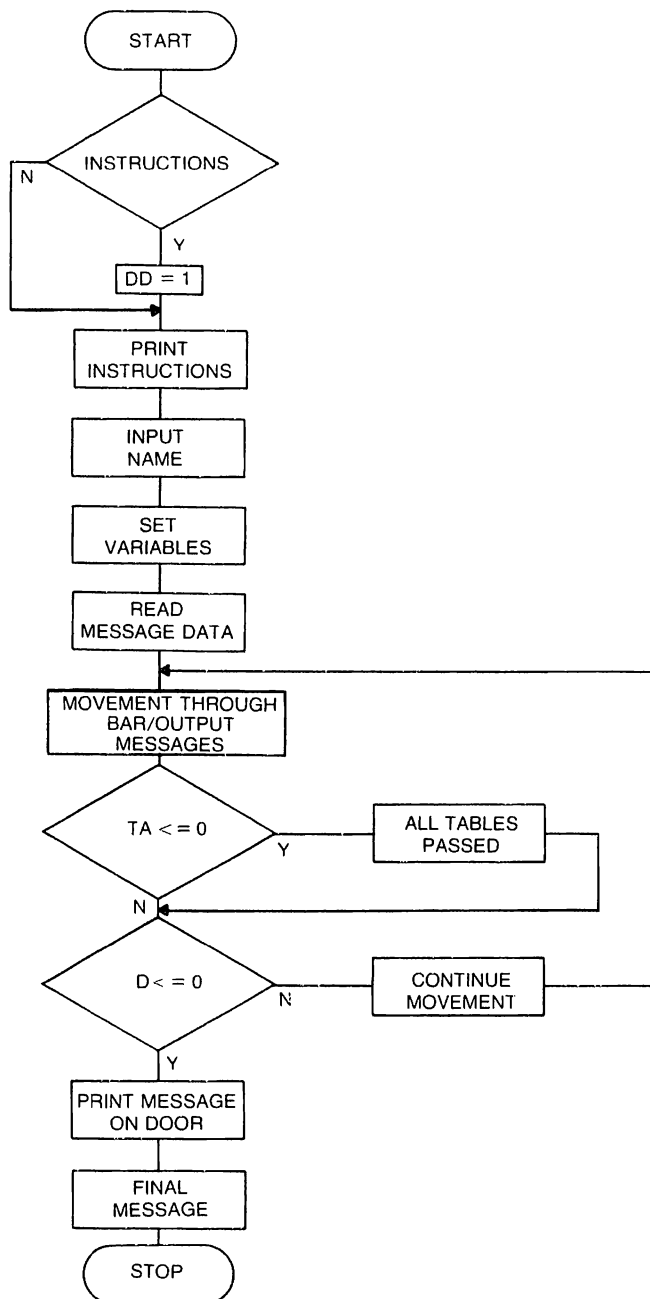 START
INSTRUCTIONS
N
Y
DD = 1
PRINT
INSTRUCTIONS
INPUT
NAME
SET
VARIABLES
READ
MESSAGE DATA
MOVEMENT THROUGH
BAR/OUTPUT
MESSAGES
TA <= 0
Y
ALL TABLES
PASSED
N
D<= 0
N
CONTINUE
MOVEMENT
Y
PRINT MESSAGE
ON DOOR
FINAL
MESSAGE
STOP